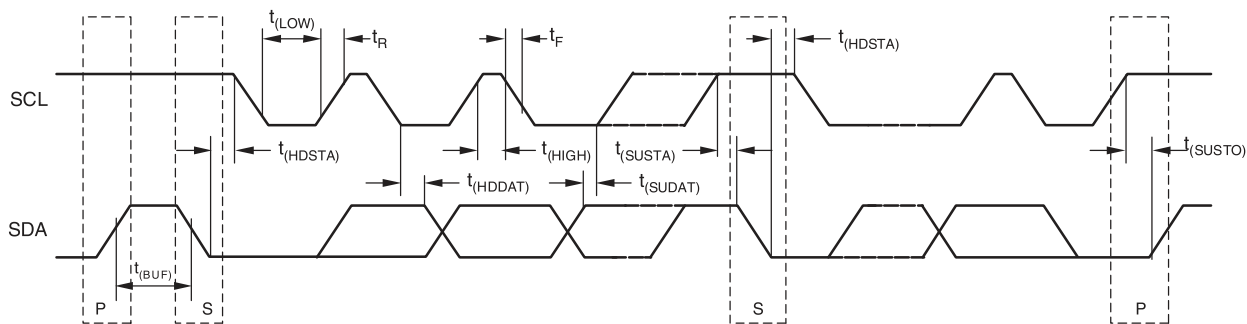 t(LOW)
tR
tF
t(HDSTA)
SCL
t(HDSTA)
t(HIGH)
t(SUSTA)
t(SUSTO)
t(HDDAT)
t(SUDAT)
SDA
t(BUF)
P
S
S
P